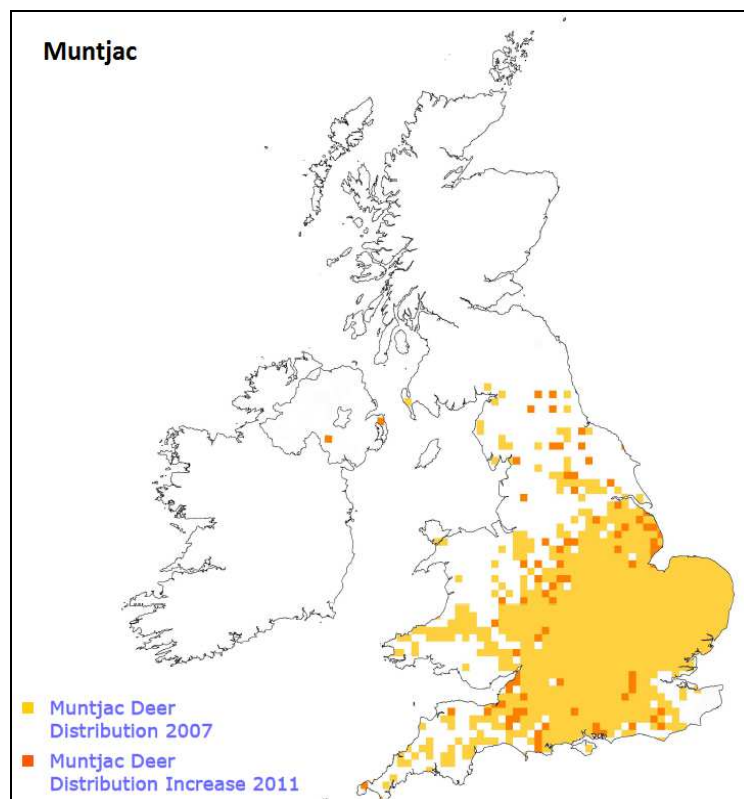 Muntjac
Muntjac Deer
Distribution 2007
Muntjac Deer
Distribution Increase 2011